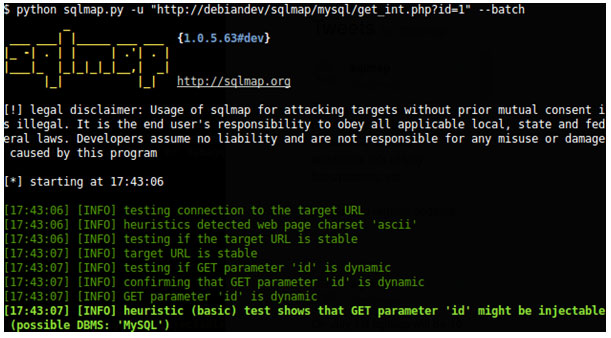 $ python sqlmap.py -u "http://debiandev/sqlmap/mysql/get_int.php?id=1" --batch
sqlmap
{1.0.5.63#dev}
http://sqlmap.org
[!] legal disclaimer: Usage of sqlmap for attacking targets without prior mutual consent i
s illegal. It is the end user's responsibility to obey all applicable local, state and fed
eral laws. Developers assume no liability and are not responsible for any misuse or damage
caused by this program
[*] starting at 17:43:06
[17:43:06] [INFO] testing connection to the target URL
[17:43:06] [INFO] heuristics detected web page charset 'ascii'
[17:43:06] [INFO] testing if the target URL is stable
[17:43:07] [INFO] target URL is stable
[17:43:07] [INFO] testing if GET parameter 'id' is dynamic
[17:43:07] [INFO] confirming that GET parameter 'id' is dynamic
[17:43:07] [INFO] GET parameter 'id' is dynamic
[17:43:07] [INFO] heuristic (basic) test shows that GET parameter 'id' might be injectable
(possible DBMS: 'MySQL')